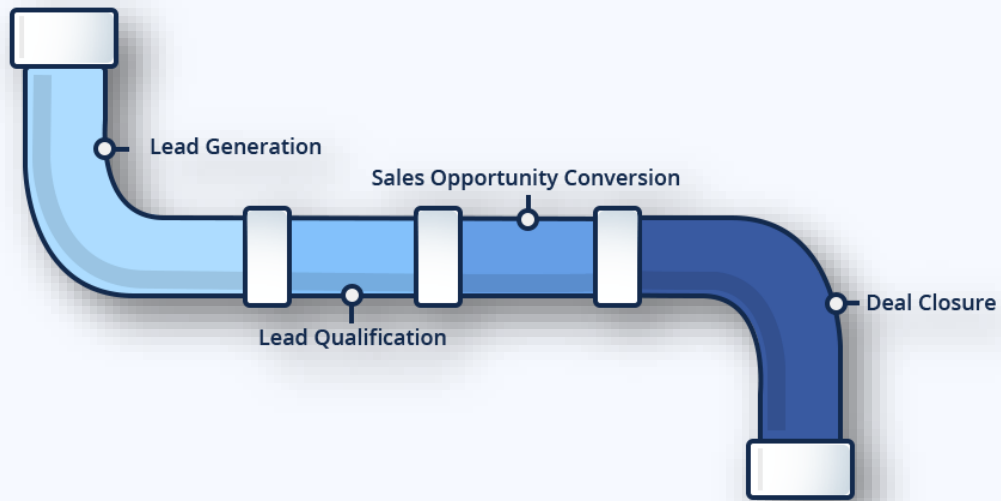 Lead Generation
Sales Opportunity Conversion
Lead Qualification
Deal Closure